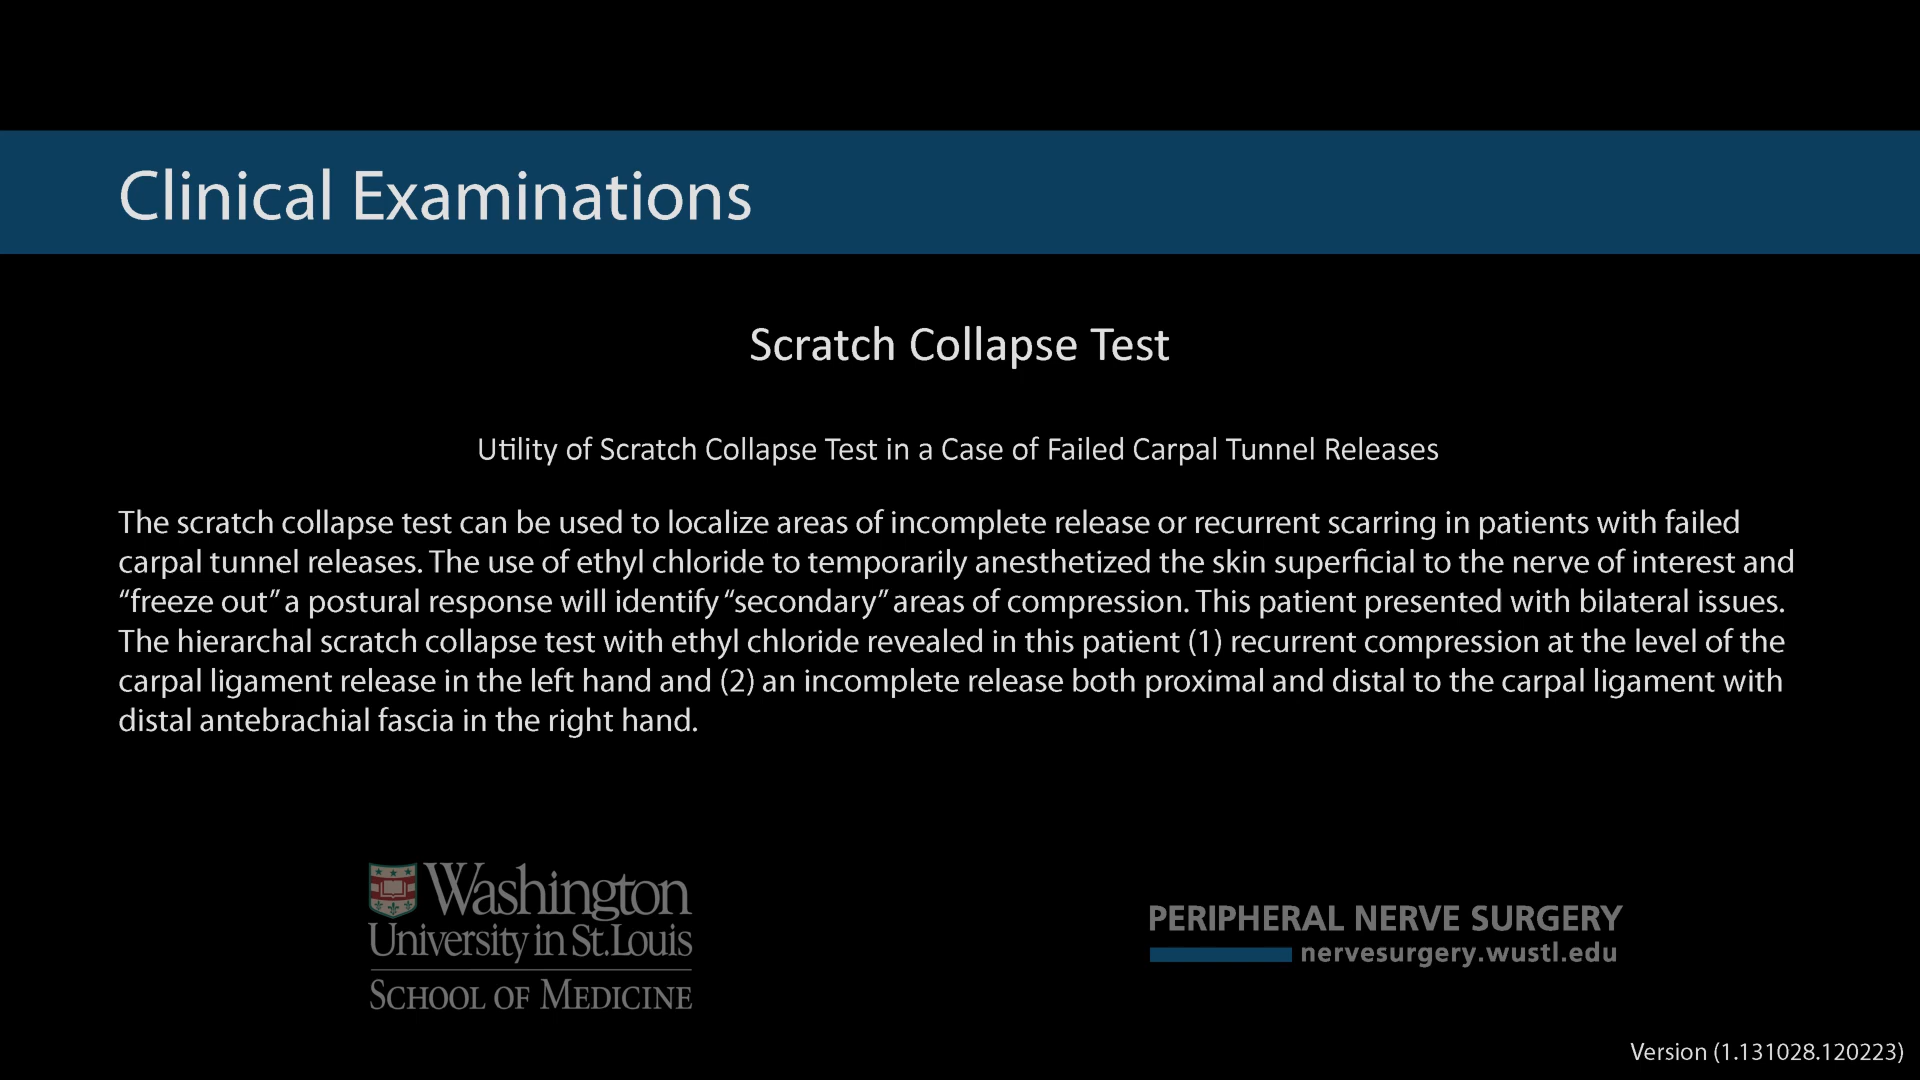 Clinical Examinations
Scratch Collapse Test
Utility of Scratch Collapse Test in a Case of Failed Carpal Tunnel Releases
The scratch collapse test can be used to localize areas of incomplete release or recurrent scarring in patients with failed
carpal tunnel releases. The use of ethyl chloride to temporarily anesthetized the skin superficial to the nerve of interest and
“freeze out” a postural response will identify “secondary” areas of compression. This patient presented with bilateral issues.
The hierarchal scratch collapse test with ethyl chloride revealed in this patient (1) recurrent compression at the level of the
carpal ligament release in the left hand and (2) an incomplete release both proximal and distal to the carpal ligament with
distal antebrachial fascia in the right hand.
Washington
University in St. Louis
SCHOOL OF MEDICINE
PERIPHERAL NERVE SURGERY
nervesurgery.wustl.edu
Version (1.131028.120223)